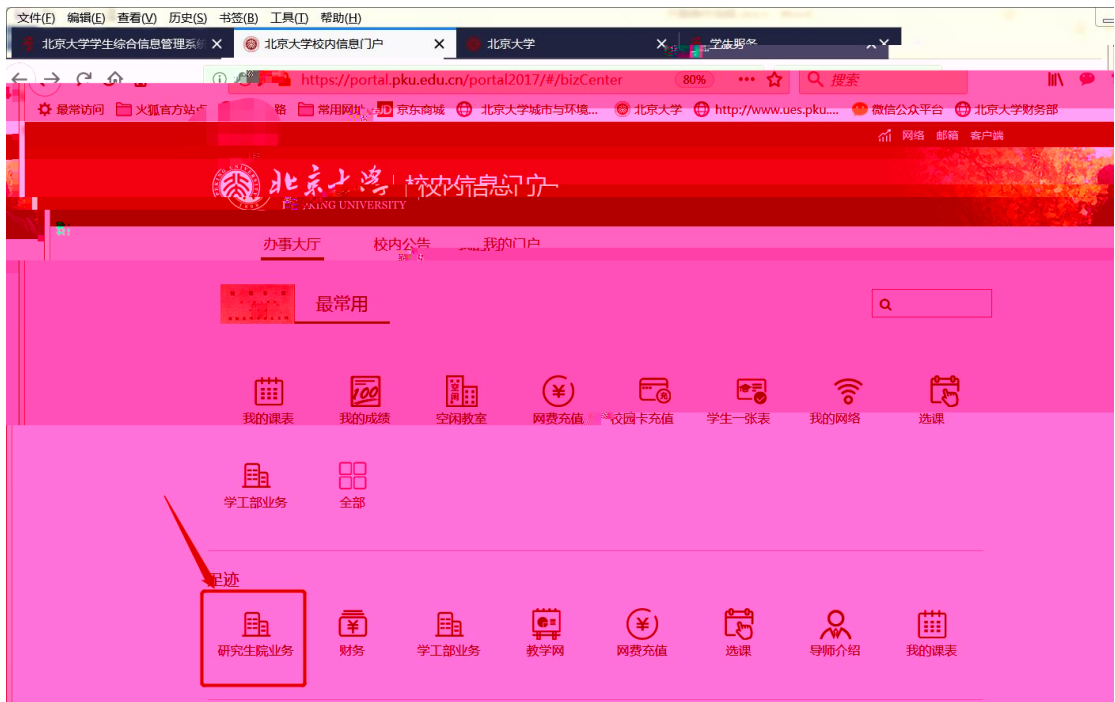 文件(F) 编辑(E) 查看(V) 历史(S) 书签(B) 工具(T) 帮助(H)
北京大学学生综合信息管理系统 北京大学校内信息门户 北京大学
https://portal.pku.edu.cn/portal2017/#/bizCenter 80% 搜索
最常访问 火狐官方站点 常用网址 JD 京东商城 北京大学城市与环境... 北京大学 http://www.ues.pku.... 微信公众平台 北京大学财务部
网络 邮箱 客户端
北京大学 校内信息门户
PEKING UNIVERSITY
办事大厅 校内公告 我的门户
最常用
我的课表 我的成绩 空闲教室 网费充值 校园卡充值 学生一张表 我的网络 选课
学工部业务 全部
足迹
研究生院业务 财务 学工部业务 教学网 网费充值 选课 导师介绍 我的课表